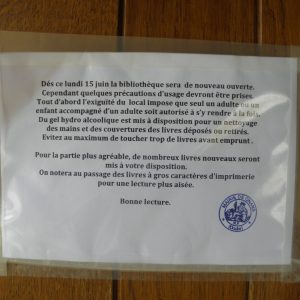 Dés ce lundi 15 juin la bibliothèque sera de nouveau ouverte.
Cependant quelques précautions d'usage devront être prises
Tout d'abord l'exiguïté du local impose que seul un adulte ou un
enfant accompagné d'un adulte soit autorisé à s'y rendre à la fois.
Du gel hydro alcoolique est mis à disposition pour un nettoyage
des mains et des couvertures des livres déposés ou retirés.
Evitez au maximum de toucher trop de livres avant emprunt .
Pour la partie plus agréable, de nombreux livres nouveaux seront
mis à votre disposition.
On notera au passage des livres à gros caractères d'imprimerie
pour une lecture plus aisée.
Bonne lecture.
MAIRIE DE